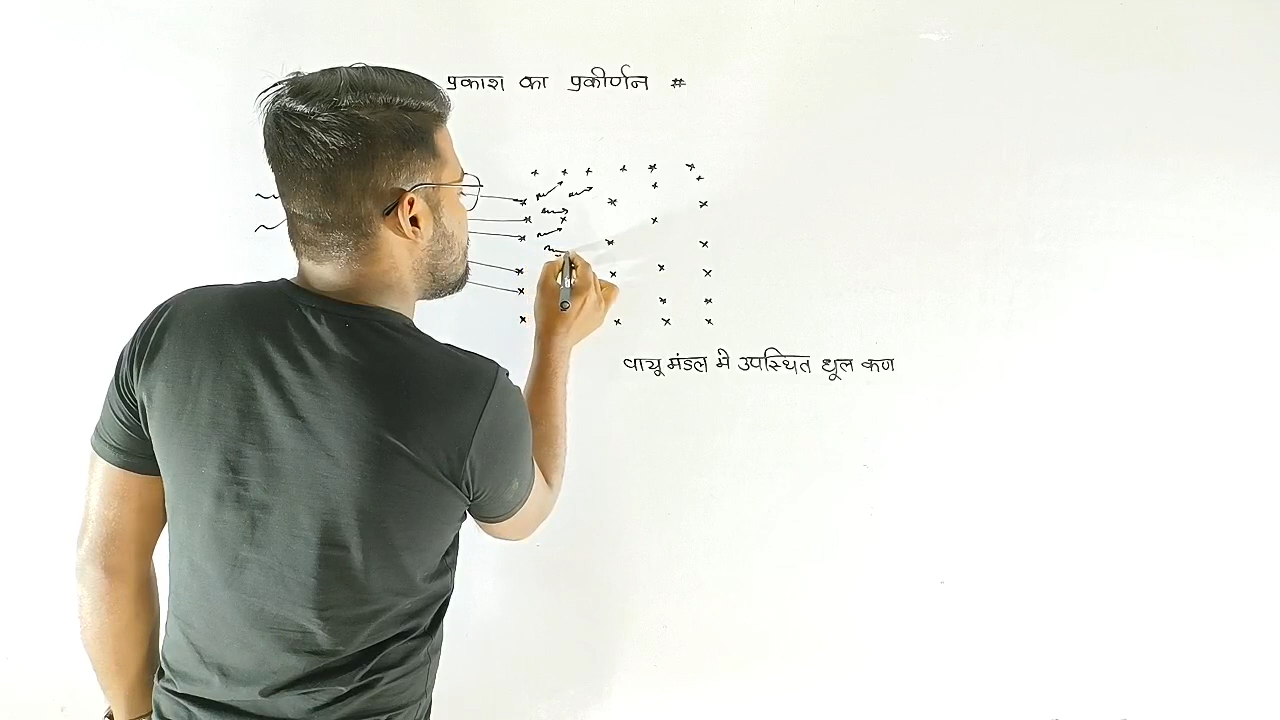 प्रकाश का प्रकीर्णन #
वायु मंडल मे उपस्थित धूल कण